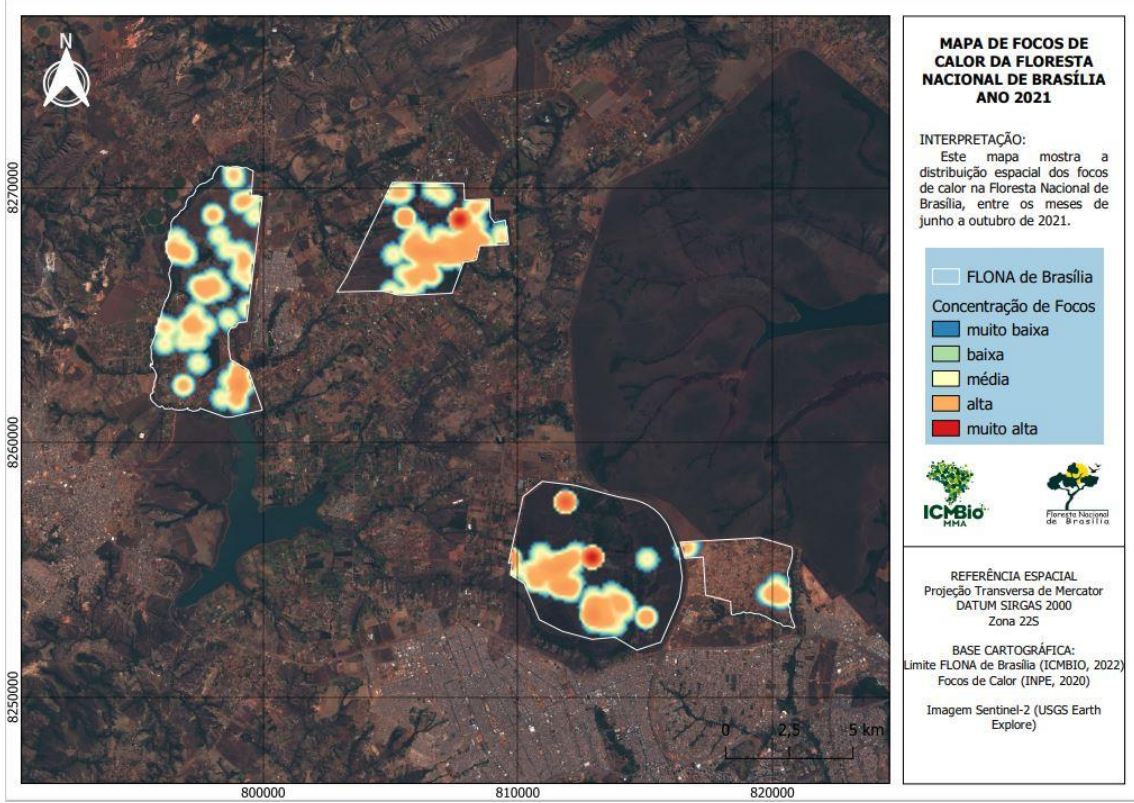 N
8270000
8260000
8250000
800000
810000
820000
0 2,5 5 km
MAPA DE FOCOS DE
CALOR DA FLORESTA
NACIONAL DE BRASÍLIA
ANO 2021
INTERPRETAÇÃO:
Este mapa mostra a
distribuição espacial dos focos
de calor na Floresta Nacional de
Brasília, entre os meses de
junho a outubro de 2021.
FLONA de Brasília
Concentração de Focos
muito baixa
baixa
média
alta
muito alta
ICMBio
MMA
Floresta Nacional
de Brasília
REFERÊNCIA ESPACIAL
Projeção Transversa de Mercator
DATUM SIRGAS 2000
Zona 22S
BASE CARTOGRÁFICA:
Limite FLONA de Brasília (ICMBIO, 2022)
Focos de Calor (INPE, 2020)
Imagem Sentinel-2 (USGS Earth
Explore)